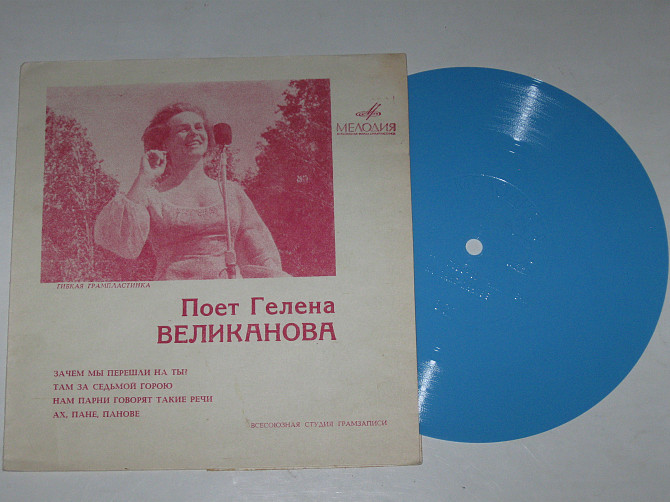 МЕЛОДИЯ
ГИБКАЯ ГРАМПЛАСТИНКА
Поет Гелена
ВЕЛИКАНОВА
ЗАЧЕМ МЫ ПЕРЕШЛИ НА ТЫ?
ТАМ ЗА СЕДЬМОЙ ГОРОЮ
НАМ ПАРНИ ГОВОРЯТ ТАКИЕ РЕЧИ
АХ, ПАНЕ, ПАНОВЕ
ВСЕСОЮЗНАЯ СТУДИЯ ГРАМЗАПИСИ